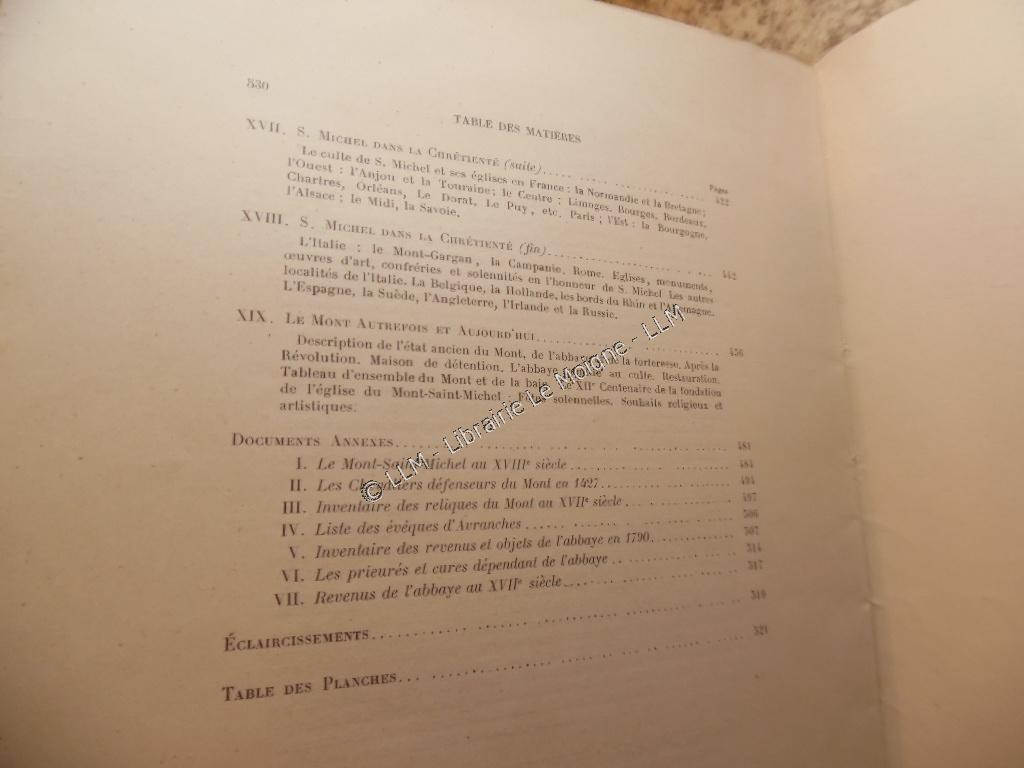 530
TABLE DES MATIÈRES
Pages
XVII. S. MICHEL DANS LA CHRÉTIENTÉ (suite)..... 422
Le culte de S. Michel et ses églises en France : la Normandie et la Bretagne;
l'Ouest : l'Anjou et la Touraine; le Centre : Limoges, Bourges, Bordeaux,
Chartres, Orléans, Le Dorat, Le Puy, etc. Paris ; l'Est : la Bourgogne,
l'Alsace ; le Midi, la Savoie.
XVIII. S. MICHEL DANS LA CHRÉTIENTÉ (fin)..... 442
L'Italie : le Mont-Gargan, la Campanie. Rome. Églises, monuments,
œuvres d'art, confréries et solennités en l'honneur de S. Michel Les autres
localités de l'Italie. La Belgique, la Hollande, les bords du Rhin et l'Allemagne.
L'Espagne, la Suède, l'Angleterre, l'Irlande et la Russie.
XIX. LE MONT AUTREFOIS ET AUJOURD'HUI..... 456
Description de l'état ancien du Mont, de l'abbaye de la forteresse. Après la
Révolution. Maison de détention. L'abbaye au culte. Restauration.
Tableau d'ensemble du Mont et de la baie. XIIe Centenaire de la fondation
de l'église du Mont-Saint-Michel : Fêtes solennelles. Souhaits religieux et
artistiques.
DOCUMENTS ANNEXES..... 481
I. Le Mont-Saint-Michel au XVIIIe siècle ..... 484
II. Les Chevaliers défenseurs du Mont en 1427..... 494
III. Inventaire des reliques du Mont au XVIIe siècle ..... 497
IV. Liste des évêques d'Avranches ..... 506
V. Inventaire des revenus et objets de l'abbaye en 1790..... 507
VI. Les prieurés et cures dépendant de l'abbaye ..... 514
VII. Revenus de l'abbaye au XVIIe siècle..... 517
ÉCLAIRCISSEMENTS..... 519
TABLE DES PLANCHES..... 521
© LLM - Librairie Le Moigne - LLM